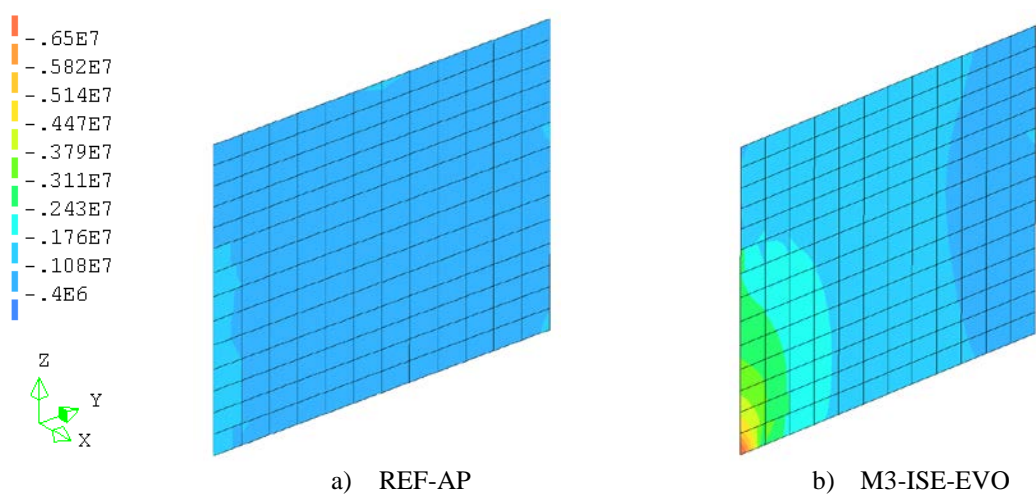 -.65E7
-.582E7
-.514E7
-.447E7
-.379E7
-.311E7
-.243E7
-.176E7
-.108E7
-.4E6
Z
Y
X
a) REF-AP
b) M3-ISE-EVO